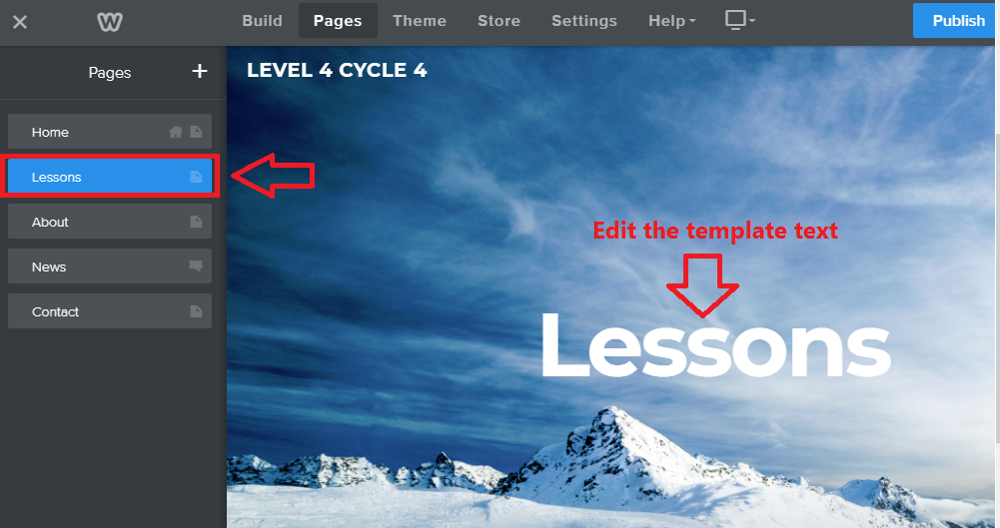 Build Pages Theme Store Settings Help Publish
Pages +
LEVEL 4 CYCLE 4
Home
Lessons
About
News
Contact
Edit the template text
Lessons